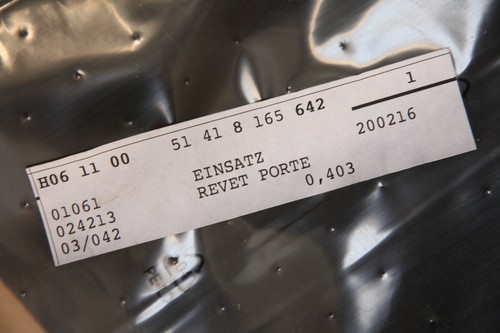 1
H06 11 00 51 41 8 165 642
200216
EINSATZ
01061 REVET PORTE
024213 0,403
03/042